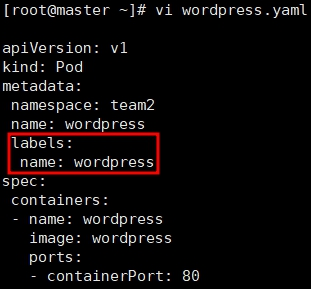 [root@master ~]# vi wordpress.yaml
apiVersion: v1
kind: Pod
metadata:
 namespace: team2
 name: wordpress
 labels:
  name: wordpress
spec:
 containers:
 - name: wordpress
   image: wordpress
   ports:
   - containerPort: 80